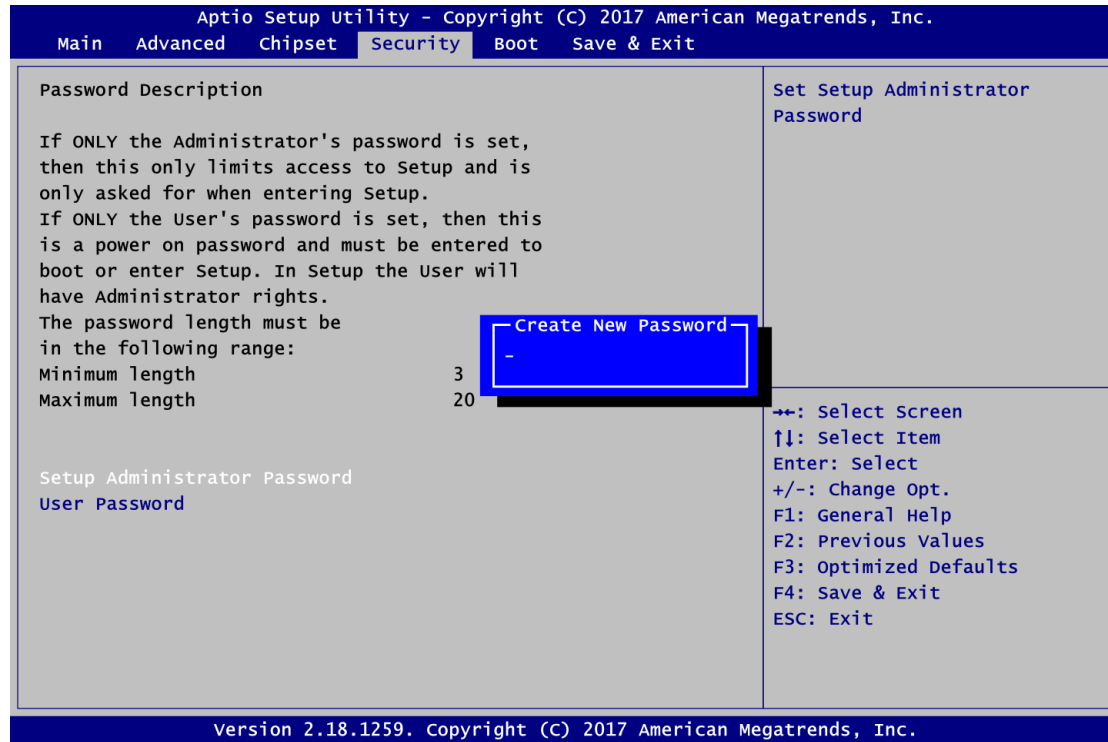 Aptio Setup Utility – Copyright (C) 2017 American Megatrends, Inc.
Main Advanced Chipset Security Boot Save & Exit
Password Description
If ONLY the Administrator's password is set,
then this only limits access to Setup and is
only asked for when entering Setup.
If ONLY the User's password is set, then this
is a power on password and must be entered to
boot or enter Setup. In Setup the User will
have Administrator rights.
The password length must be
in the following range:
Minimum length 3
Maximum length 20
Setup Administrator Password
User Password
Create New Password
Set Setup Administrator
Password
→←: Select Screen
↑↓: Select Item
Enter: Select
+/-: Change Opt.
F1: General Help
F2: Previous Values
F3: Optimized Defaults
F4: Save & Exit
ESC: Exit
Version 2.18.1259. Copyright (C) 2017 American Megatrends, Inc.